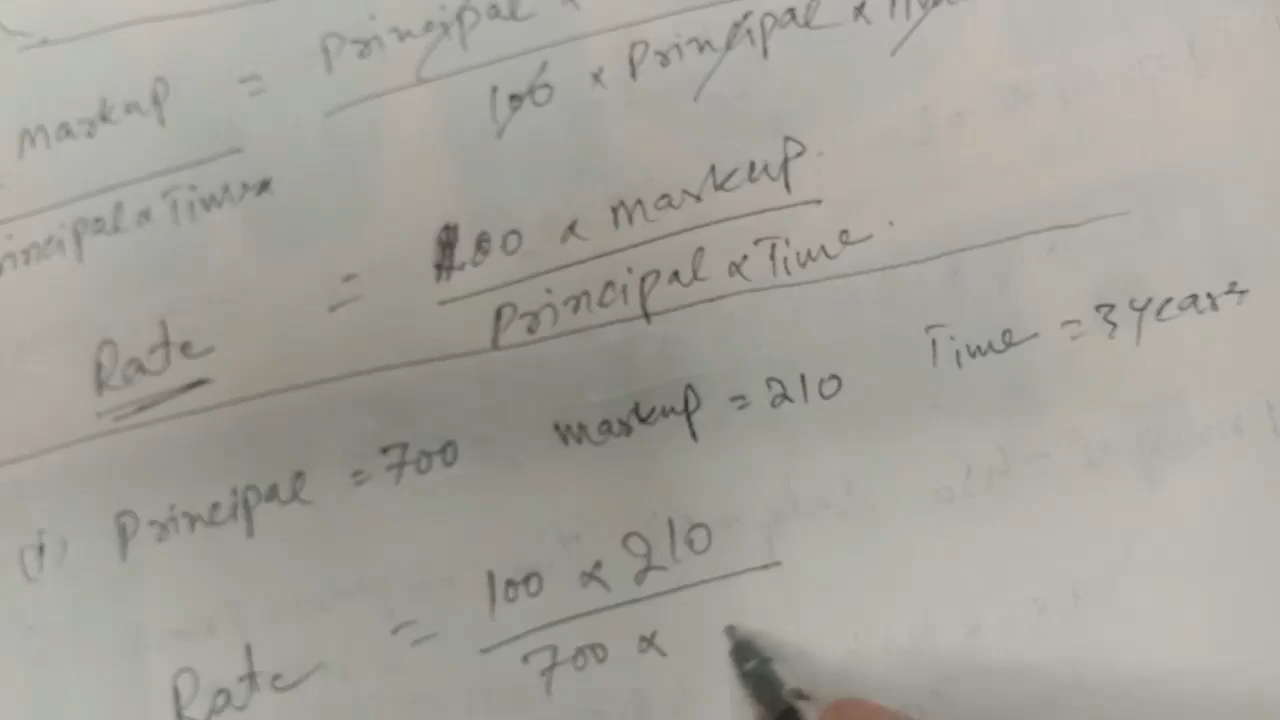 Markup = Principal ×
100 × Principal × Time
Principal × Time
Rate = 100 × Markup
Principal × Time
(i) Principal = 700 Markup = 210 Time = 3 years
Rate = 100 × 210
700 ×